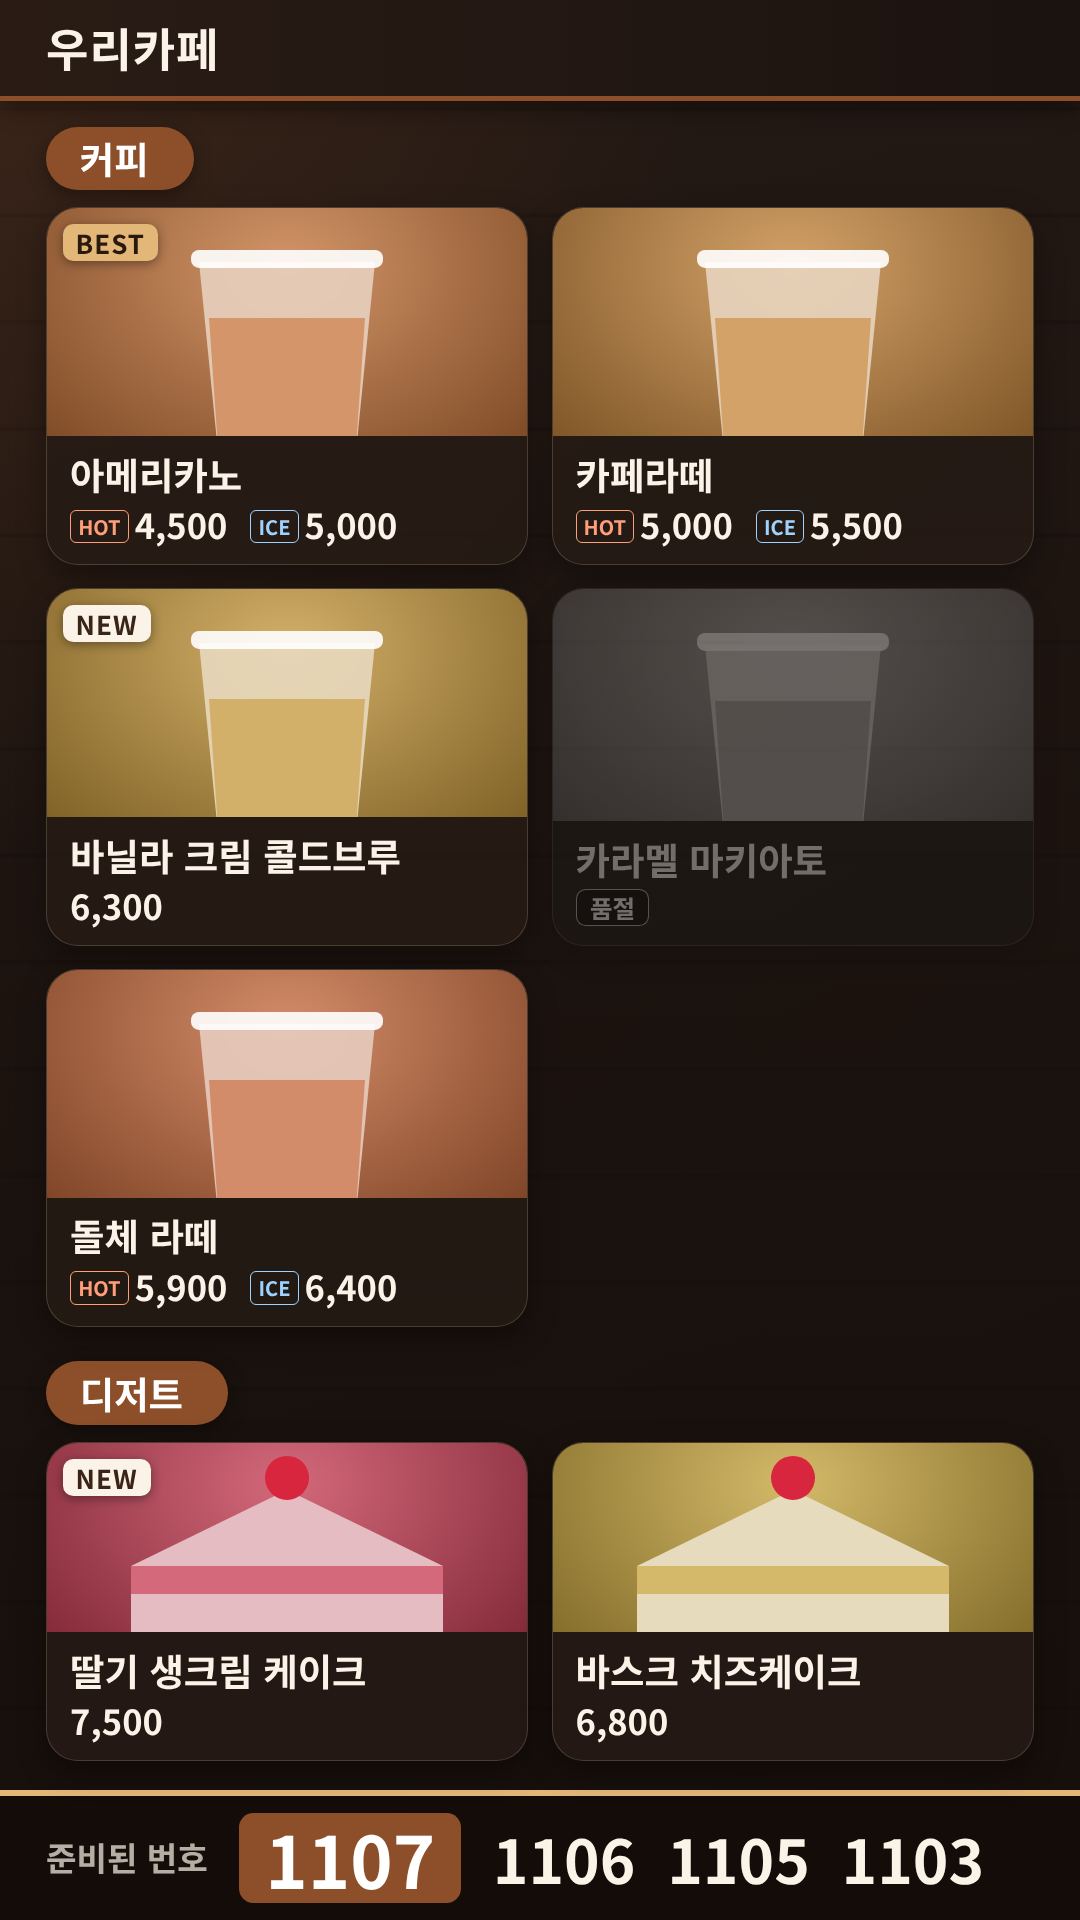 우리카페
커피
BEST
아메리카노
HOT 4,500 ICE 5,000
카페라떼
HOT 5,000 ICE 5,500
NEW
바닐라 크림 콜드브루
6,300
카라멜 마키아토
품절
돌체 라떼
HOT 5,900 ICE 6,400
디저트
NEW
딸기 생크림 케이크
7,500
바스크 치즈케이크
6,800
준비된 번호 1107 1106 1105 1103